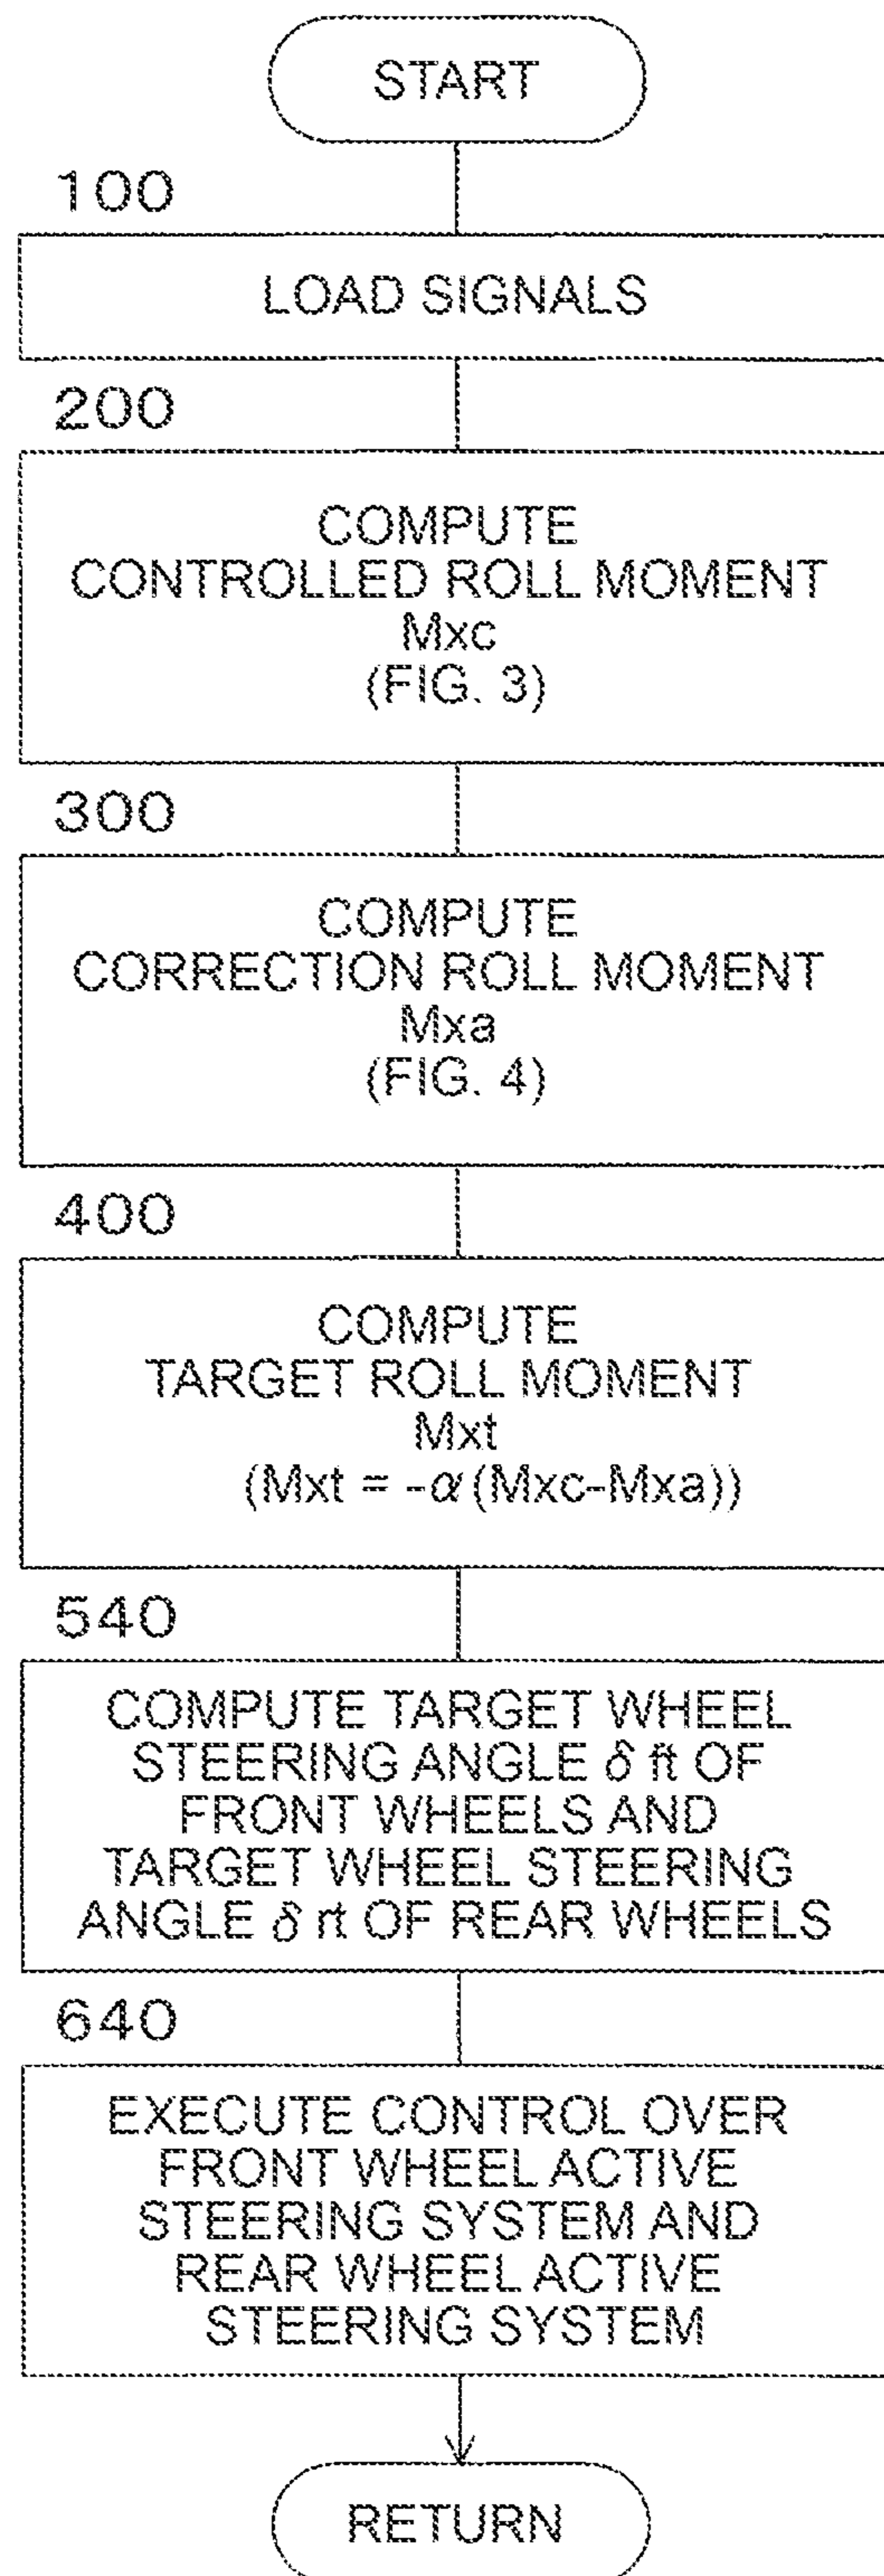 START
100
LOAD SIGNALS
200
COMPUTE
CONTROLLED ROLL MOMENT
Mxc
(FIG. 3)
300
COMPUTE
CORRECTION ROLL MOMENT
Mxa
(FIG. 4)
400
COMPUTE
TARGET ROLL MOMENT
Mxt
(Mxt = -α(Mxc-Mxa))
540
COMPUTE TARGET WHEEL
STEERING ANGLE δ ft OF
FRONT WHEELS AND
TARGET WHEEL STEERING
ANGLE δ rt OF REAR WHEELS
640
EXECUTE CONTROL OVER
FRONT WHEEL ACTIVE
STEERING SYSTEM AND
REAR WHEEL ACTIVE
STEERING SYSTEM
RETURN